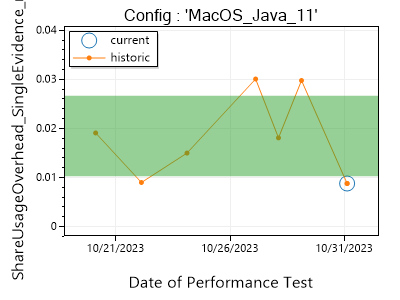 Config : 'MacOS_Java_11'
0.04
0.03
0.02
0.01
0
current
historic
10/21/2023
10/26/2023
10/31/2023
Date of Performance Test
ShareUsageOverhead_SingleEvidence_